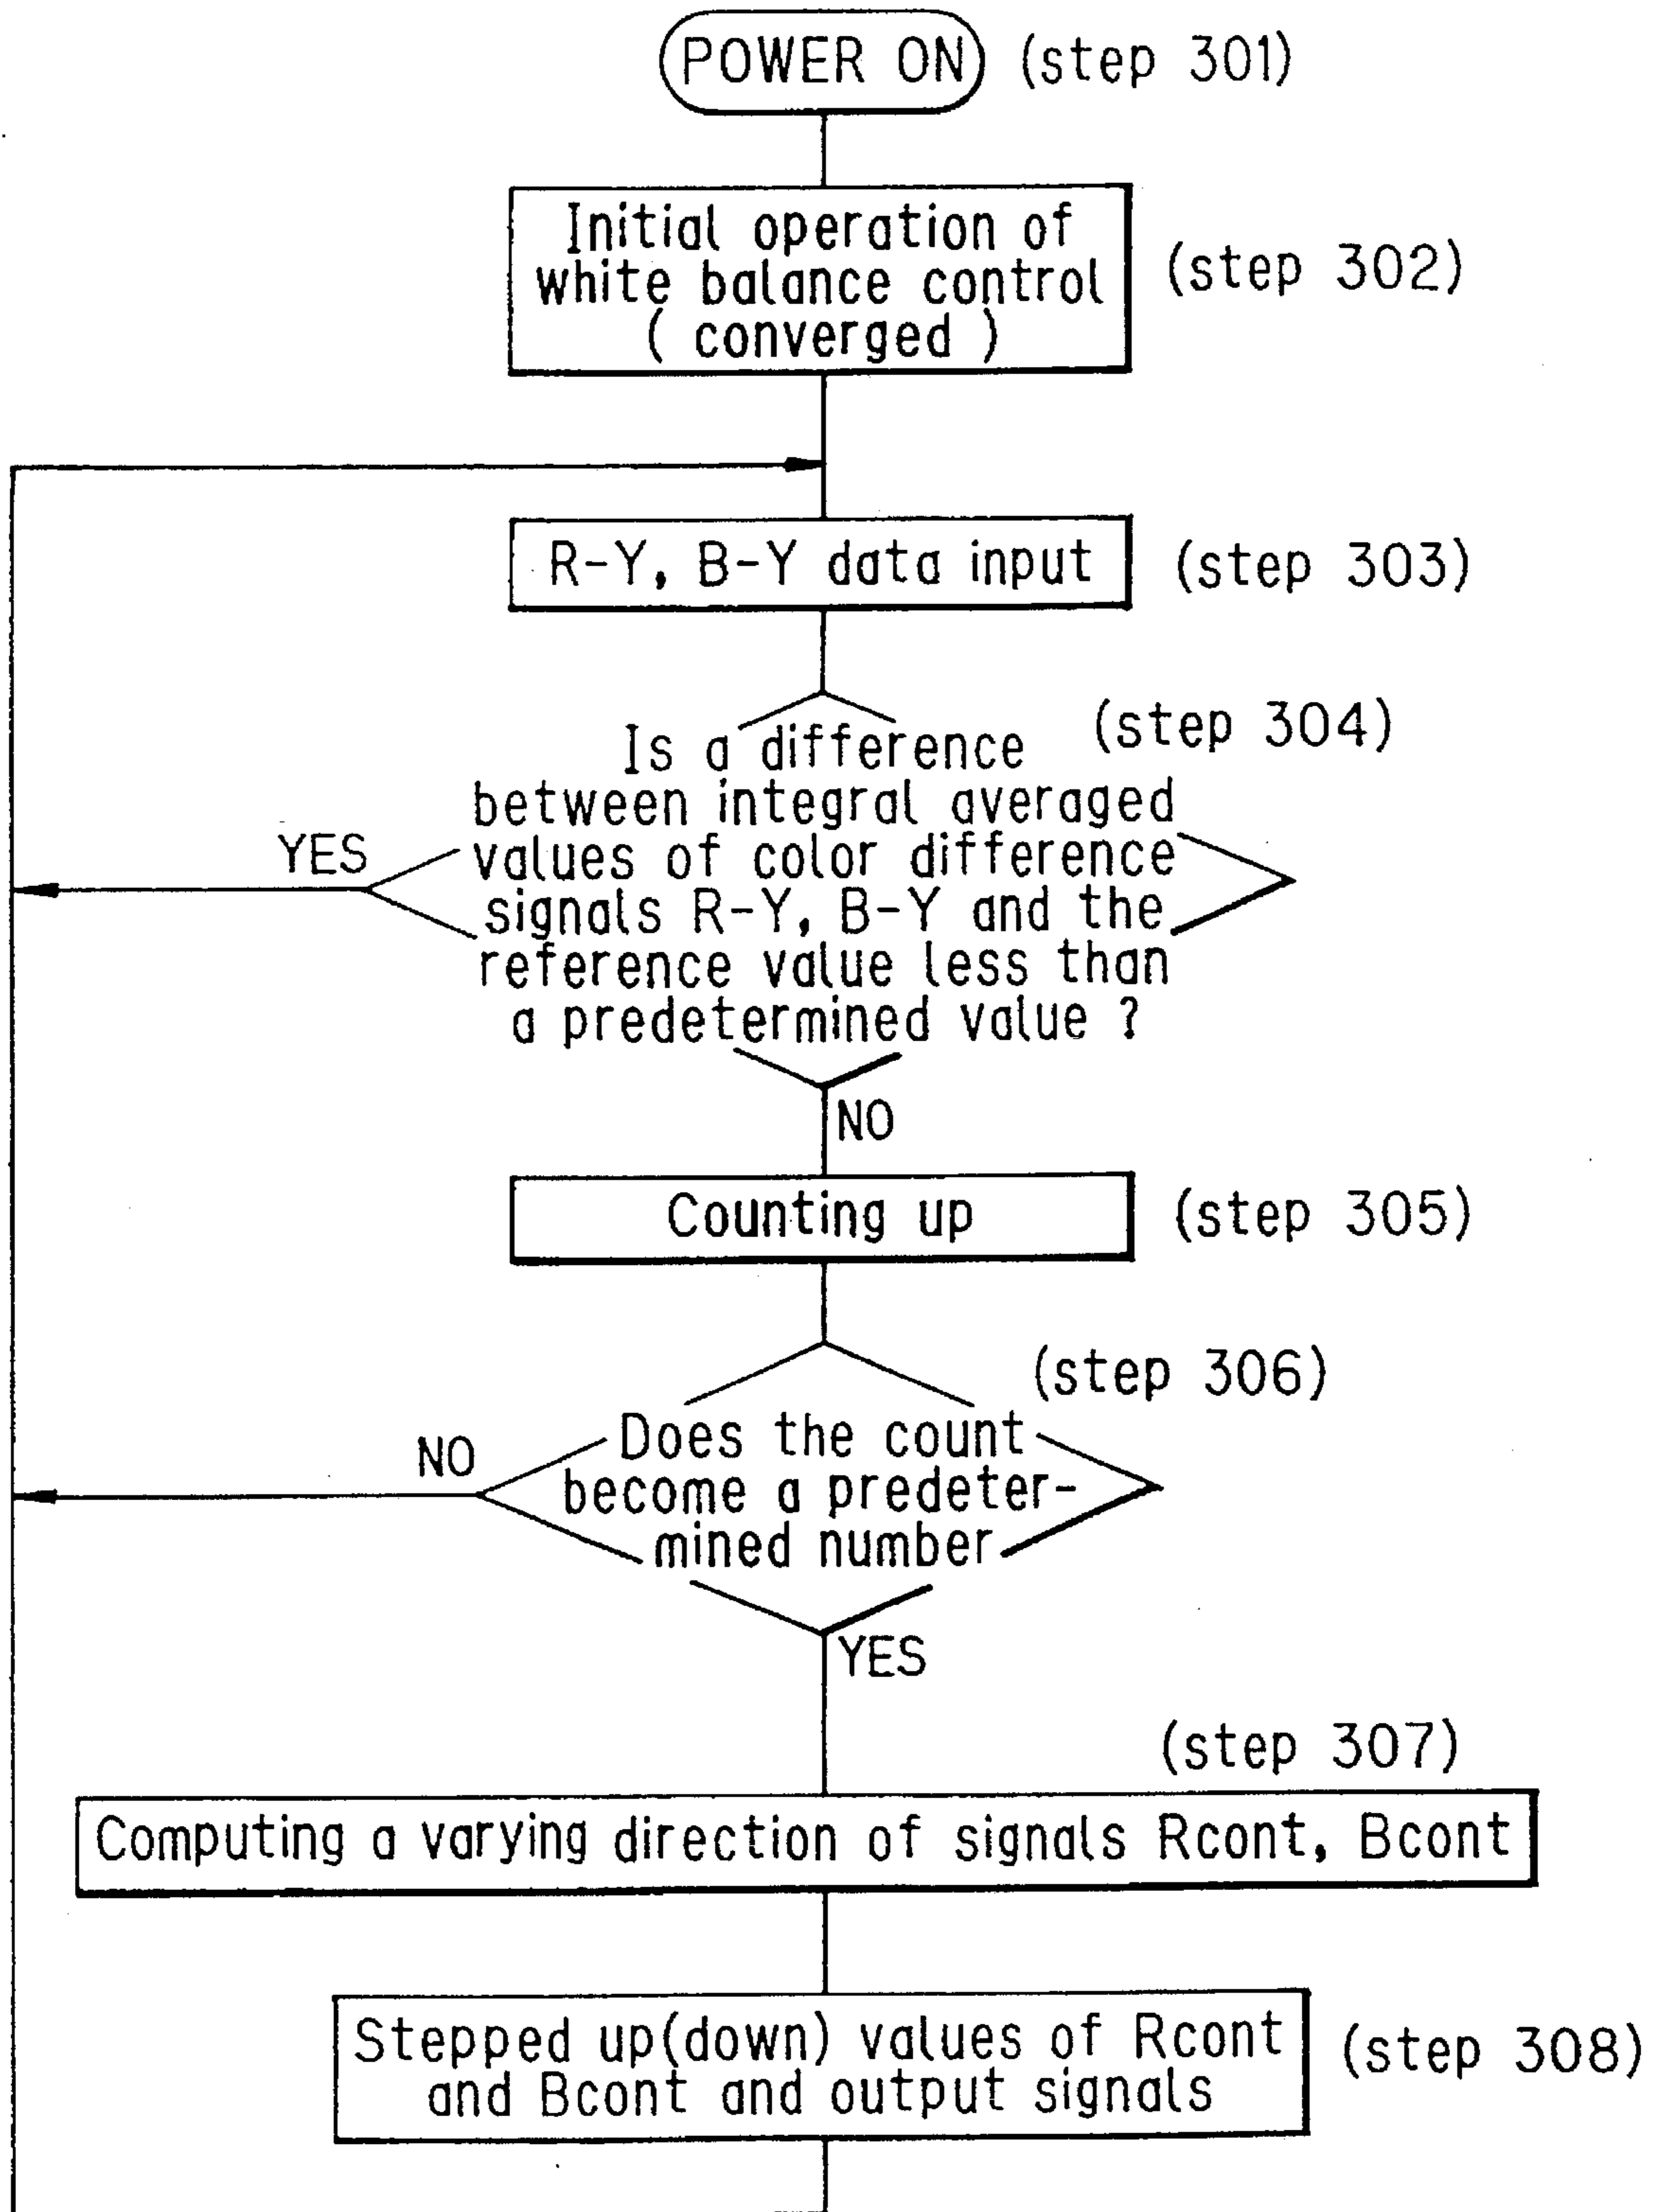 POWER ON (step 301)
Initial operation of
white balance control
( converged )
(step 302)
R-Y, B-Y data input (step 303)
(step 304)
Is a difference
between integral averaged
values of color difference
signals R-Y, B-Y and the
reference value less than
a predetermined value ?
YES
NO
Counting up (step 305)
(step 306)
Does the count
become a predeter-
mined number
NO
YES
(step 307)
Computing a varying direction of signals Rcont, Bcont
Stepped up(down) values of Rcont
and Bcont and output signals
(step 308)